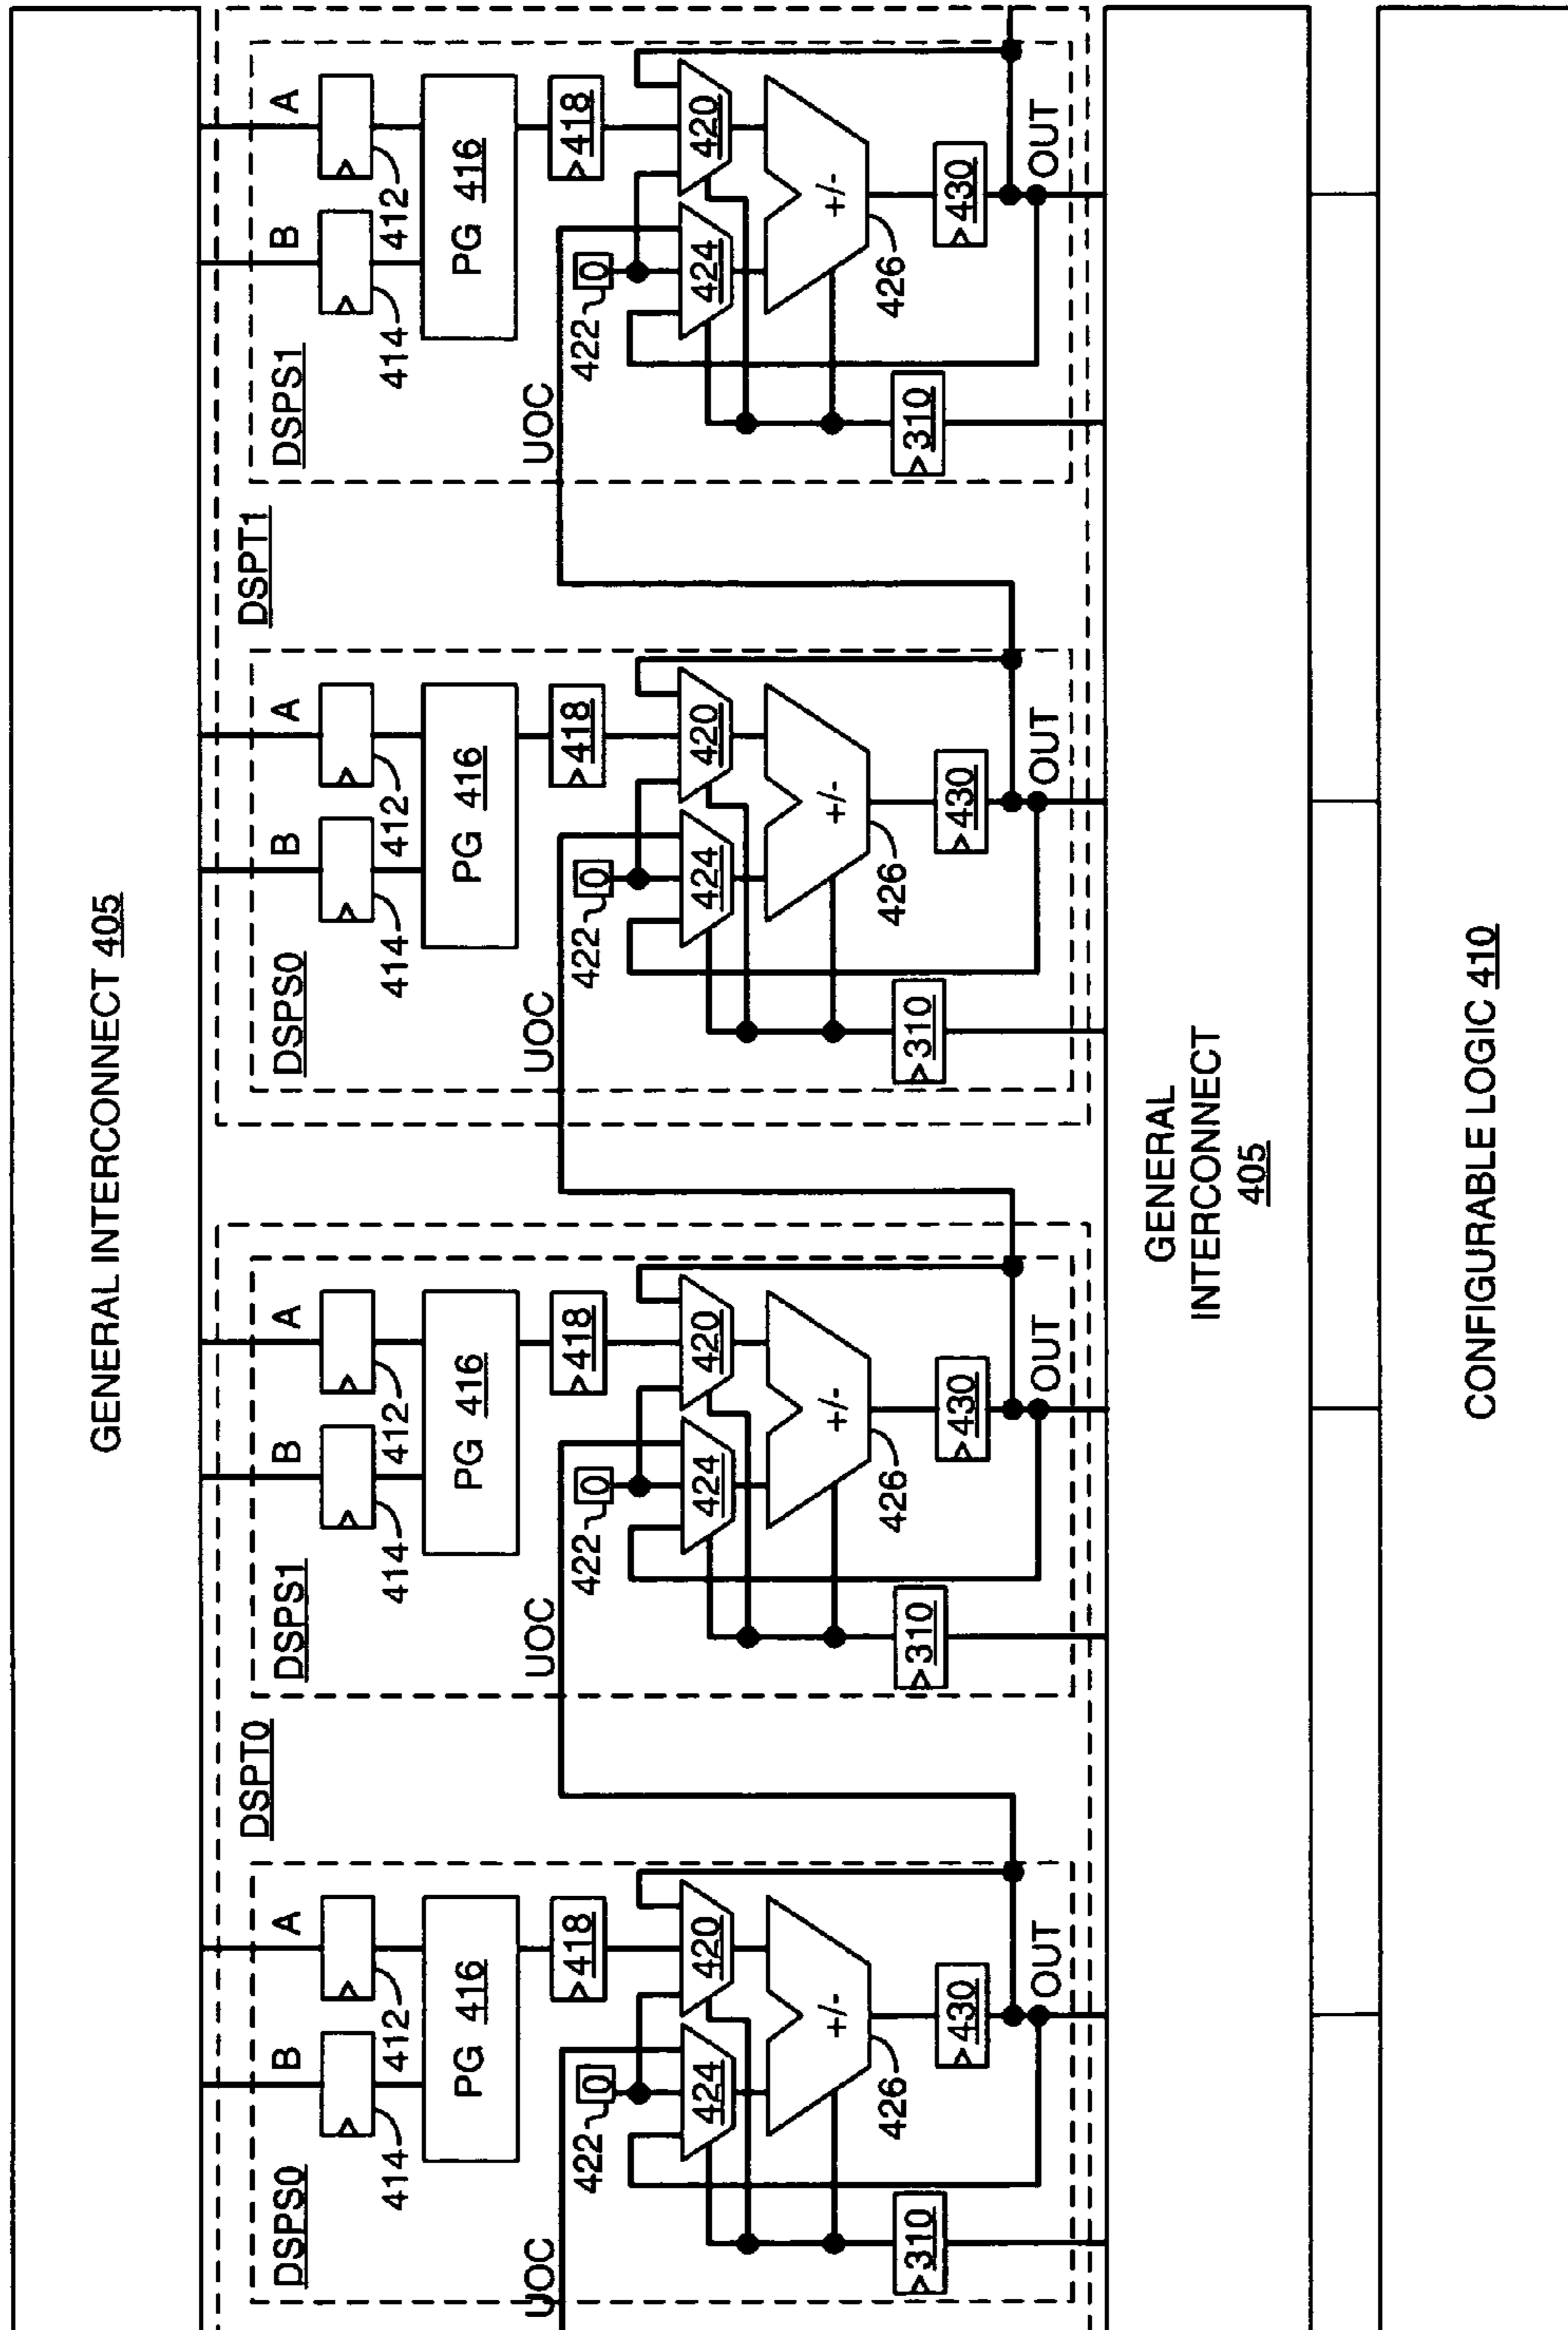 GENERAL INTERCONNECT 405
DSPT0
DSPS0
B
A
414
412
PG 416
418
UOC
422
0
424
420
+/-
426
310
430
OUT
DSPS1
B
A
414
412
PG 416
418
UOC
422
0
424
420
+/-
426
310
430
OUT
DSPT1
DSPS0
B
A
414
412
PG 416
418
UOC
422
0
424
420
+/-
426
310
430
OUT
DSPS1
B
A
414
412
PG 416
418
UOC
422
0
424
420
+/-
426
310
430
OUT
GENERAL
INTERCONNECT
405
CONFIGURABLE LOGIC 410